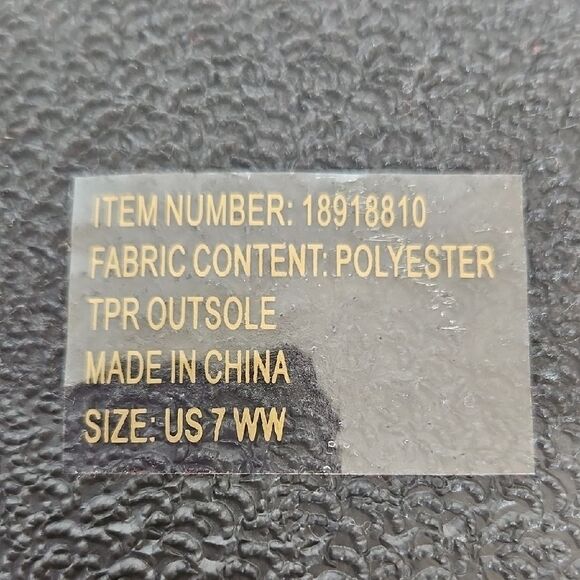 ITEM NUMBER: 18918810
FABRIC CONTENT: POLYESTER
TPR OUTSOLE
MADE IN CHINA
SIZE: US 7 WW